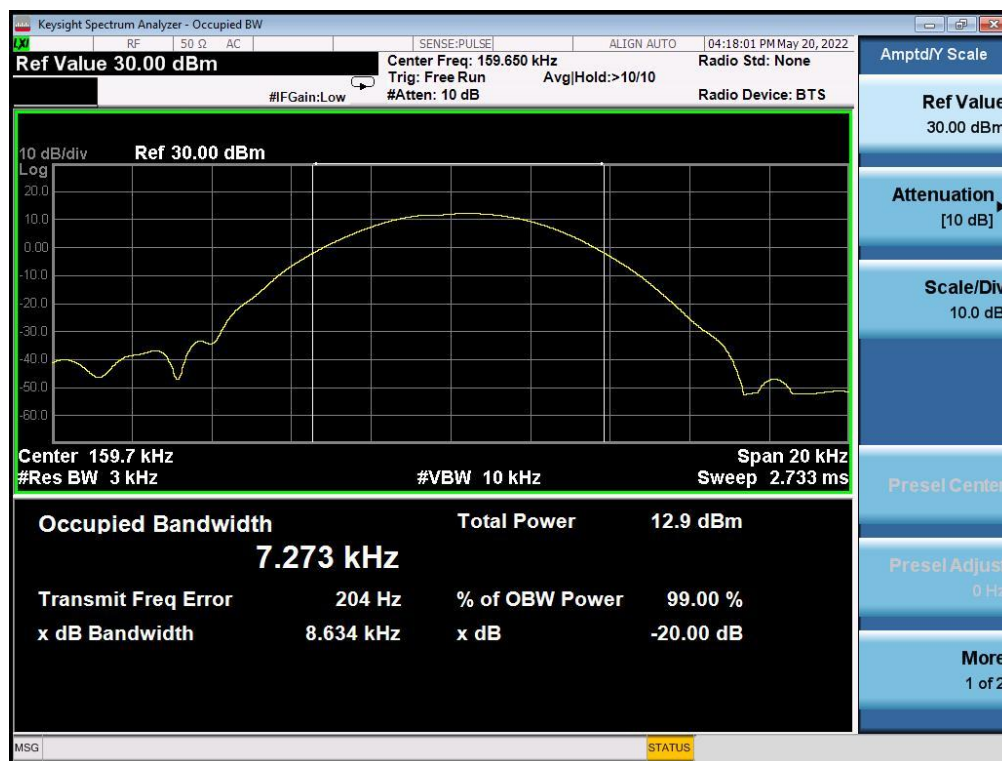 Keysight Spectrum Analyzer - Occupied BW
LXI RF 50 Ω AC SENSE:PULSE ALIGN AUTO 04:18:01 PM May 20, 2022
Ref Value 30.00 dBm
Center Freq: 159.650 kHz
Radio Std: None
Trig: Free Run Avg|Hold:>10/10
#IFGain:Low #Atten: 10 dB Radio Device: BTS
10 dB/div Ref 30.00 dBm
Log
20.0
10.0
0.00
-10.0
-20.0
-30.0
-40.0
-50.0
-60.0
Center 159.7 kHz Span 20 kHz
#Res BW 3 kHz #VBW 10 kHz Sweep 2.733 ms
Occupied Bandwidth Total Power 12.9 dBm
7.273 kHz
Transmit Freq Error 204 Hz % of OBW Power 99.00 %
x dB Bandwidth 8.634 kHz x dB -20.00 dB
MSG STATUS
Amptd/Y Scale
Ref Value
30.00 dBm
Attenuation
[10 dB]
Scale/Div
10.0 dB
Presel Center
Presel Adjust
0 Hz
More
1 of 2